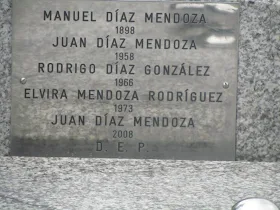 MANUEL DÍAZ MENDOZA
1898
JUAN DÍAZ MENDOZA
1958
RODRIGO DÍAZ GONZÁLEZ
1966
ELVIRA MENDOZA RODRÍGUEZ
1973
JUAN DÍAZ MENDOZA
2008
D. E. P.